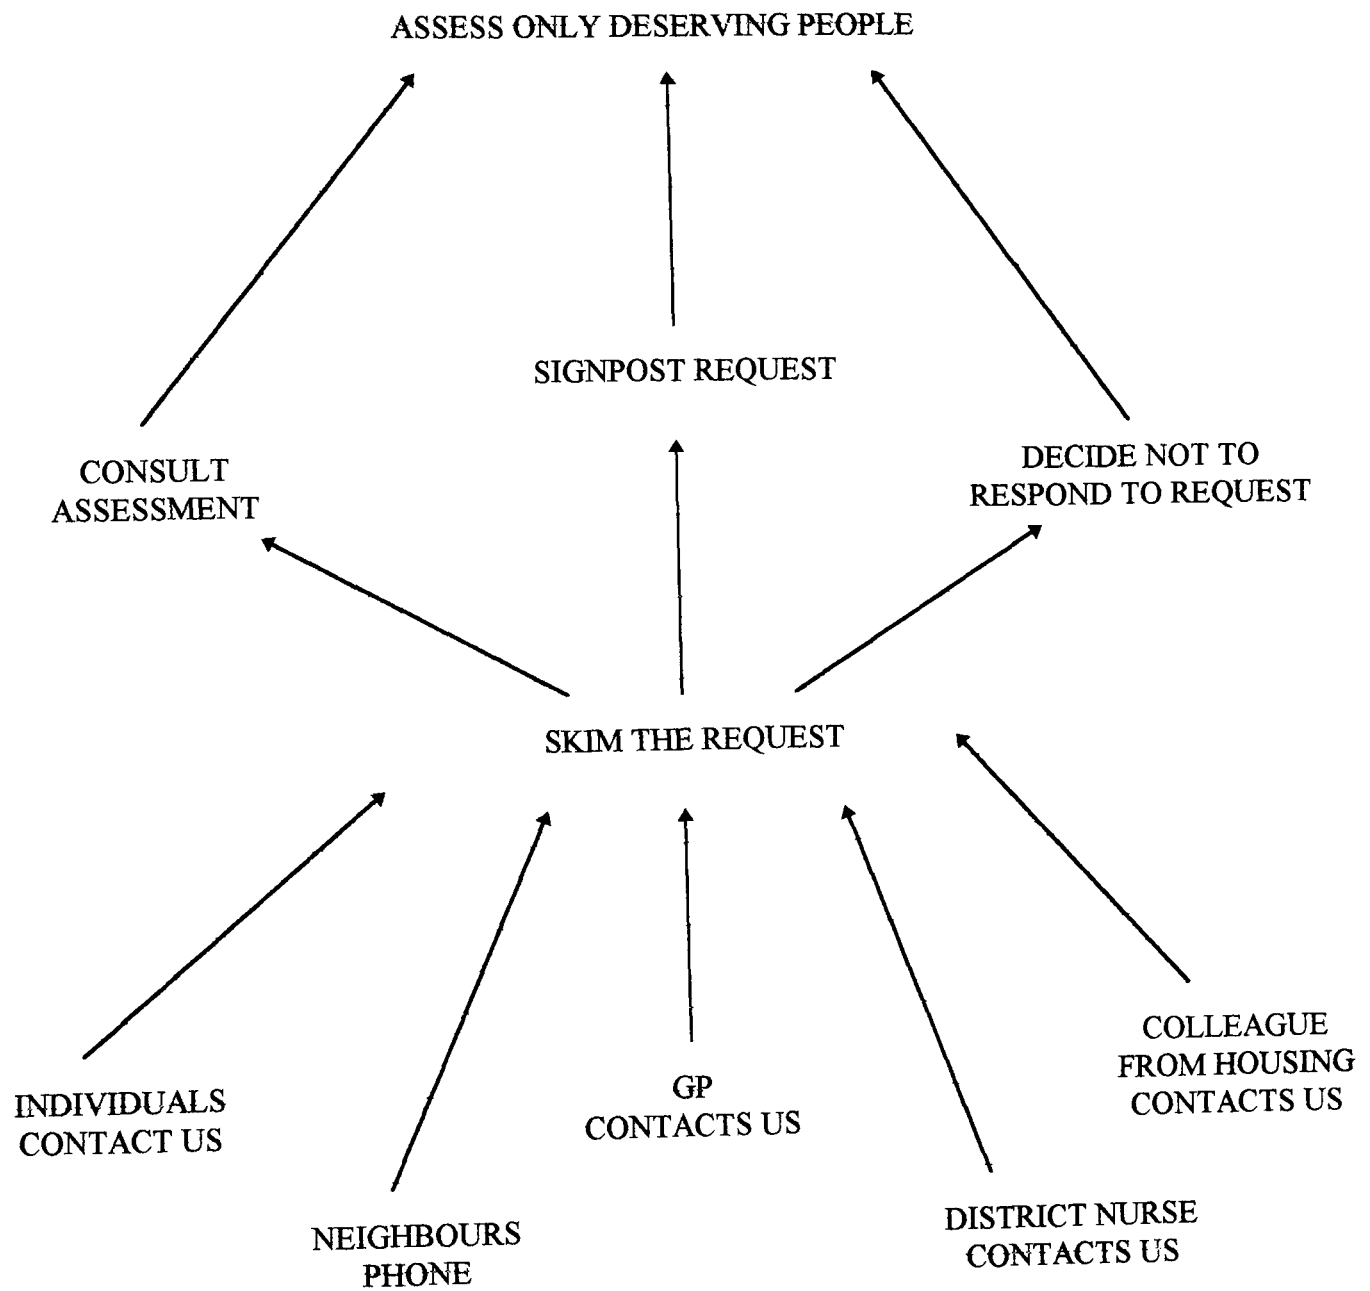 ASSESS ONLY DESERVING PEOPLE
SIGNPOST REQUEST
CONSULT
ASSESSMENT
DECIDE NOT TO
RESPOND TO REQUEST
SKIM THE REQUEST
INDIVIDUALS
CONTACT US
NEIGHBOURS
PHONE
GP
CONTACTS US
DISTRICT NURSE
CONTACTS US
COLLEAGUE
FROM HOUSING
CONTACTS US